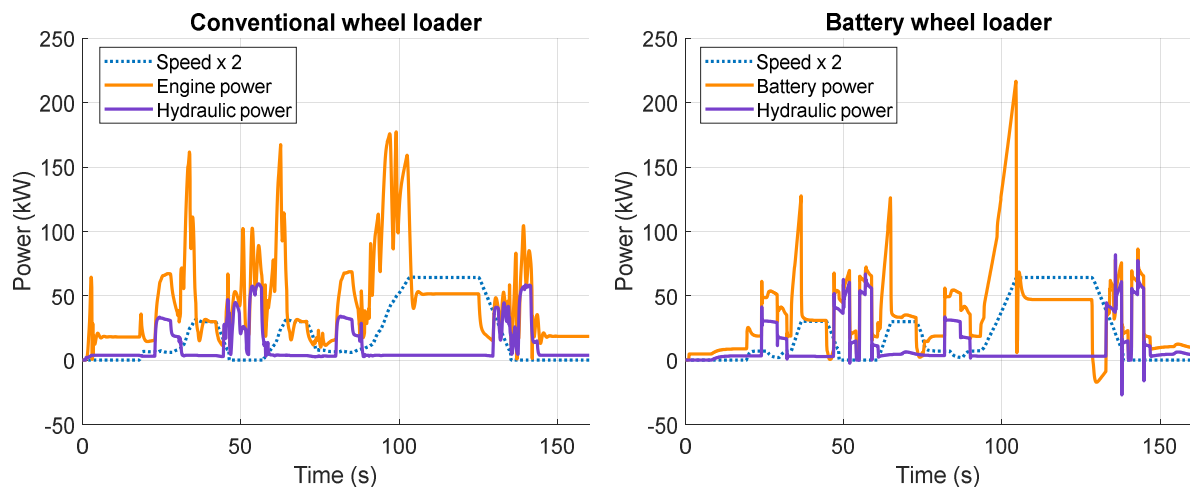 Conventional wheel loader
250
200
150
100
50
0
-50
Power (kW)
Speed x 2
Engine power
Hydraulic power
0
50
100
150
Time (s)
Battery wheel loader
250
200
150
100
50
0
-50
Power (kW)
Speed x 2
Battery power
Hydraulic power
0
50
100
150
Time (s)